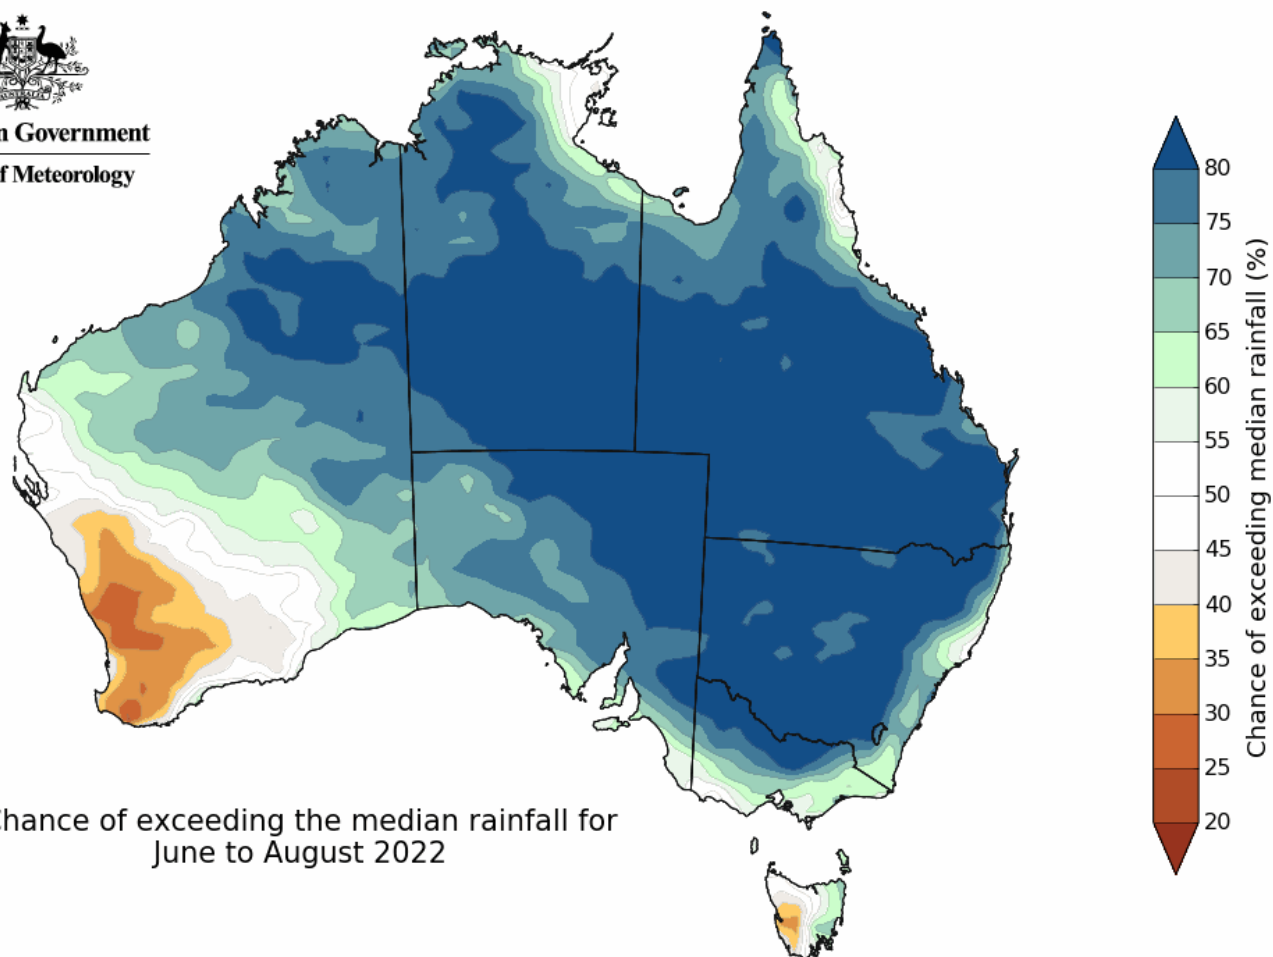 n Government
f Meteorology
80
75
70
65
60
55
50
45
40
35
30
25
20
Chance of exceeding median rainfall (%)
Chance of exceeding the median rainfall for
June to August 2022